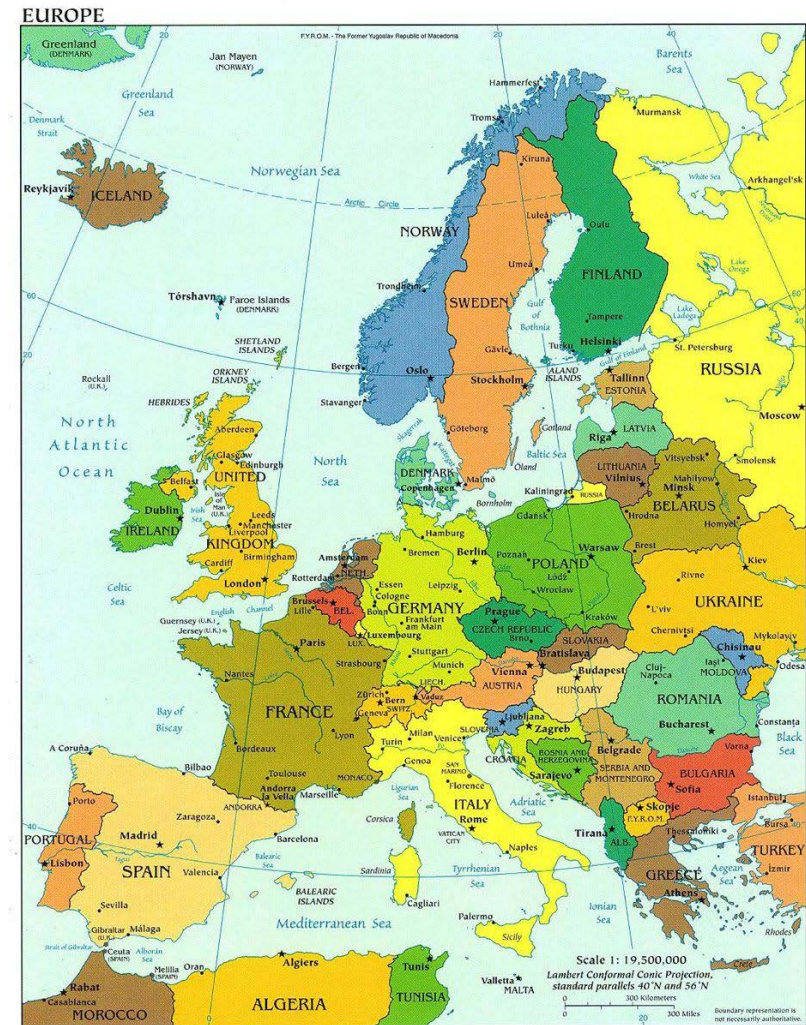 EUROPE
F.Y.R.O.M. - The Former Yugoslav Republic of Macedonia
Greenland
(DENMARK)
Jan Mayen
(NORWAY)
Barents
Sea
Hammerfest
Greenland
Sea
Tromsø
Murmansk
Denmark
Strait
Kiruna
Norwegian Sea
White Sea
Arkhangel'sk
Reykjavík
ICELAND
Arctic Circle
Luleå
Oulu
NORWAY
Umeå
FINLAND
Lake
Onega
Tórshavn
Faroe Islands
(DENMARK)
Trondheim
SWEDEN
Gulf
of
Bothnia
Lake
Ladoga
Tampere
SHETLAND
ISLANDS
Turku
Helsinki
Gulf of Finland
St. Petersburg
Bergen
Oslo
Gävle
ALAND
ISLANDS
Rockall
(U.K.)
ORKNEY
ISLANDS
Stavanger
Stockholm
Tallinn
ESTONIA
RUSSIA
HEBRIDES
Moscow
North
Atlantic
Ocean
Aberdeen
Skagerrak
Göteborg
Gotland
Riga
LATVIA
North
Sea
Kattegat
Baltic Sea
Öland
Glasgow
Edinburgh
UNITED
KINGDOM
DENMARK
Copenhagen
Malmö
Bornholm
LITHUANIA
Vilnius
Vitsyebsk
Smolensk
Belfast
Isle of
Man
(U.K.)
Irish
Sea
Kaliningrad
RUSSIA
Minsk
Mahilyow
BELARUS
Dublin
IRELAND
Leeds
Manchester
Liverpool
Gdańsk
Hrodna
Homyel'
Hamburg
Bremen
Berlin
Birmingham
Cardiff
London
Amsterdam
NETH.
Rotterdam
Poznań
Warsaw
POLAND
Łódź
Brest
Kiev
Celtic
Sea
Essen
Cologne
Bonn
Leipzig
Wrocław
Rivne
Brussels
BEL.
Lille
GERMANY
Frankfurt
am Main
Prague
CZECH REPUBLIC
Brno
Kraków
L'viv
UKRAINE
English Channel
Guernsey (U.K.)
Jersey (U.K.)
Luxembourg
LUX.
Chernivtsi
Mykolayiv
Paris
Strasbourg
Stuttgart
Munich
SLOVAKIA
Bratislava
Vienna
Chisinau
Iaşi
MOLDOVA
Odesa
Nantes
LIECH.
Zürich
Bern
SWITZ.
Vaduz
Geneva
AUSTRIA
Budapest
HUNGARY
Cluj-
Napoca
ROMANIA
Bay of
Biscay
FRANCE
Lyon
Milan
Venice
Turin
Ljubljana
SLOVENIA
Zagreb
CROATIA
Bucharest
Constanţa
Black
Sea
A Coruña
Bordeaux
Genoa
SAN
MARINO
BOSNIA AND
HERZEGOVINA
Sarajevo
Belgrade
SERBIA AND
MONTENEGRO
Danube
Varna
Bilbao
Toulouse
MONACO
Marseille
Florence
BULGARIA
Sofia
Porto
Andorra
la Vella
ANDORRA
Ligurian
Sea
ITALY
Rome
VATICAN
CITY
Adriatic
Sea
Skopje
F.Y.R.O.M.
Istanbul
Zaragoza
Corsica
Tirana
ALB.
Thessaloníki
Bursa
PORTUGAL
Madrid
Barcelona
Naples
Lisbon
Tagus
SPAIN
Valencia
Balearic
Sea
Sardinia
Tyrrhenian
Sea
GREECE
Aegean
Sea
TURKEY
İzmir
BALEARIC
ISLANDS
Cagliari
Athens
Sevilla
Mediterranean Sea
Palermo
Ionian
Sea
Málaga
Gibraltar
(U.K.)
Sicily
Rhodes
Strait of Gibraltar
Alborán
Sea
Ceuta
(SPAIN)
Melilla
(SPAIN)
Oran
Algiers
Tunis
Valletta
MALTA
Crete
Rabat
Casablanca
MOROCCO
ALGERIA
TUNISIA
Scale 1: 19,500,000
Lambert Conformal Conic Projection,
standard parallels 40°N and 56°N
0 300 Kilometers
0 300 Miles
Boundary representation is
not necessarily authoritative.